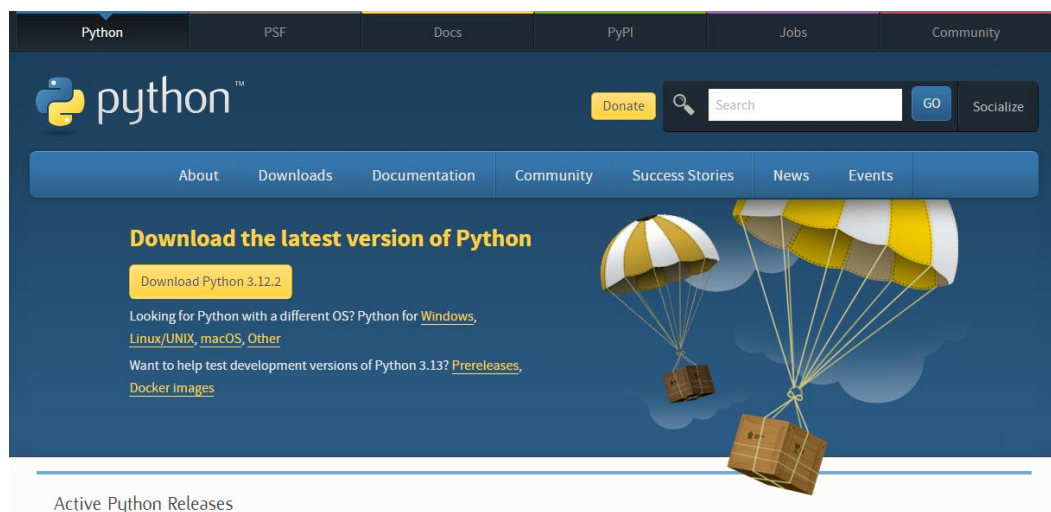 Python PSF Docs PyPI Jobs Community
python™
Donate Search GO Socialize
About Downloads Documentation Community Success Stories News Events
Download the latest version of Python
Download Python 3.12.2
Looking for Python with a different OS? Python for Windows,
Linux/UNIX, macOS, Other
Want to help test development versions of Python 3.13? Prereleases,
Docker images
Active Python Releases